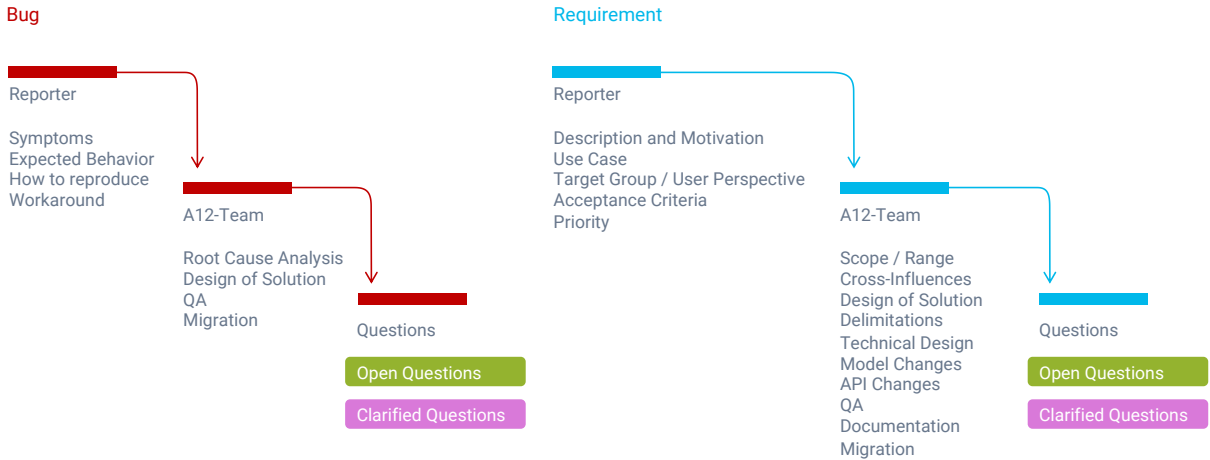 Bug
Reporter
Symptoms
Expected Behavior
How to reproduce
Workaround
A12-Team
Root Cause Analysis
Design of Solution
QA
Migration
Questions
Open Questions
Clarified Questions
Requirement
Reporter
Description and Motivation
Use Case
Target Group / User Perspective
Acceptance Criteria
Priority
A12-Team
Scope / Range
Cross-Influences
Design of Solution
Delimitations
Technical Design
Model Changes
API Changes
QA
Documentation
Migration
Questions
Open Questions
Clarified Questions